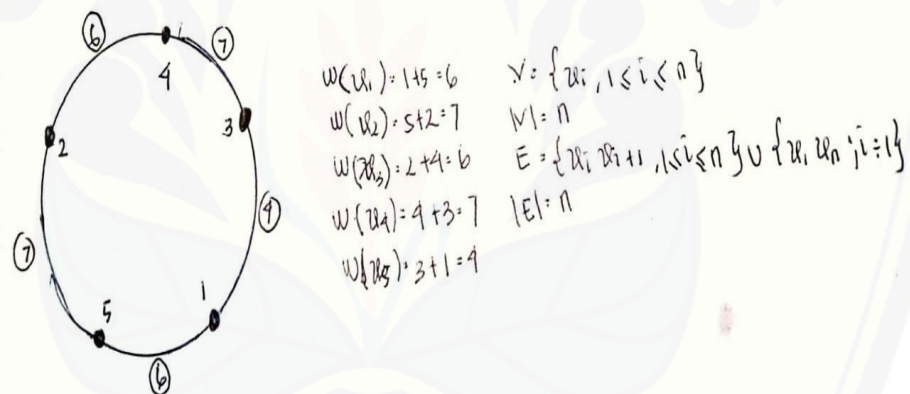 6
7
4
3
2
4
7
1
5
6
W(v₁) = 1+5 = 6
W(v₂) = 5+2 = 7
W(v₃) = 2+4 = 6
W(v₄) = 4+3 = 7
W(v₅) = 3+1 = 4
V = {vᵢ, 1≤i≤n}
|V| = n
E = {vᵢ vᵢ+1, 1≤i≤n} ∪ {v₁ vₙ ; i=1}
|E| = n